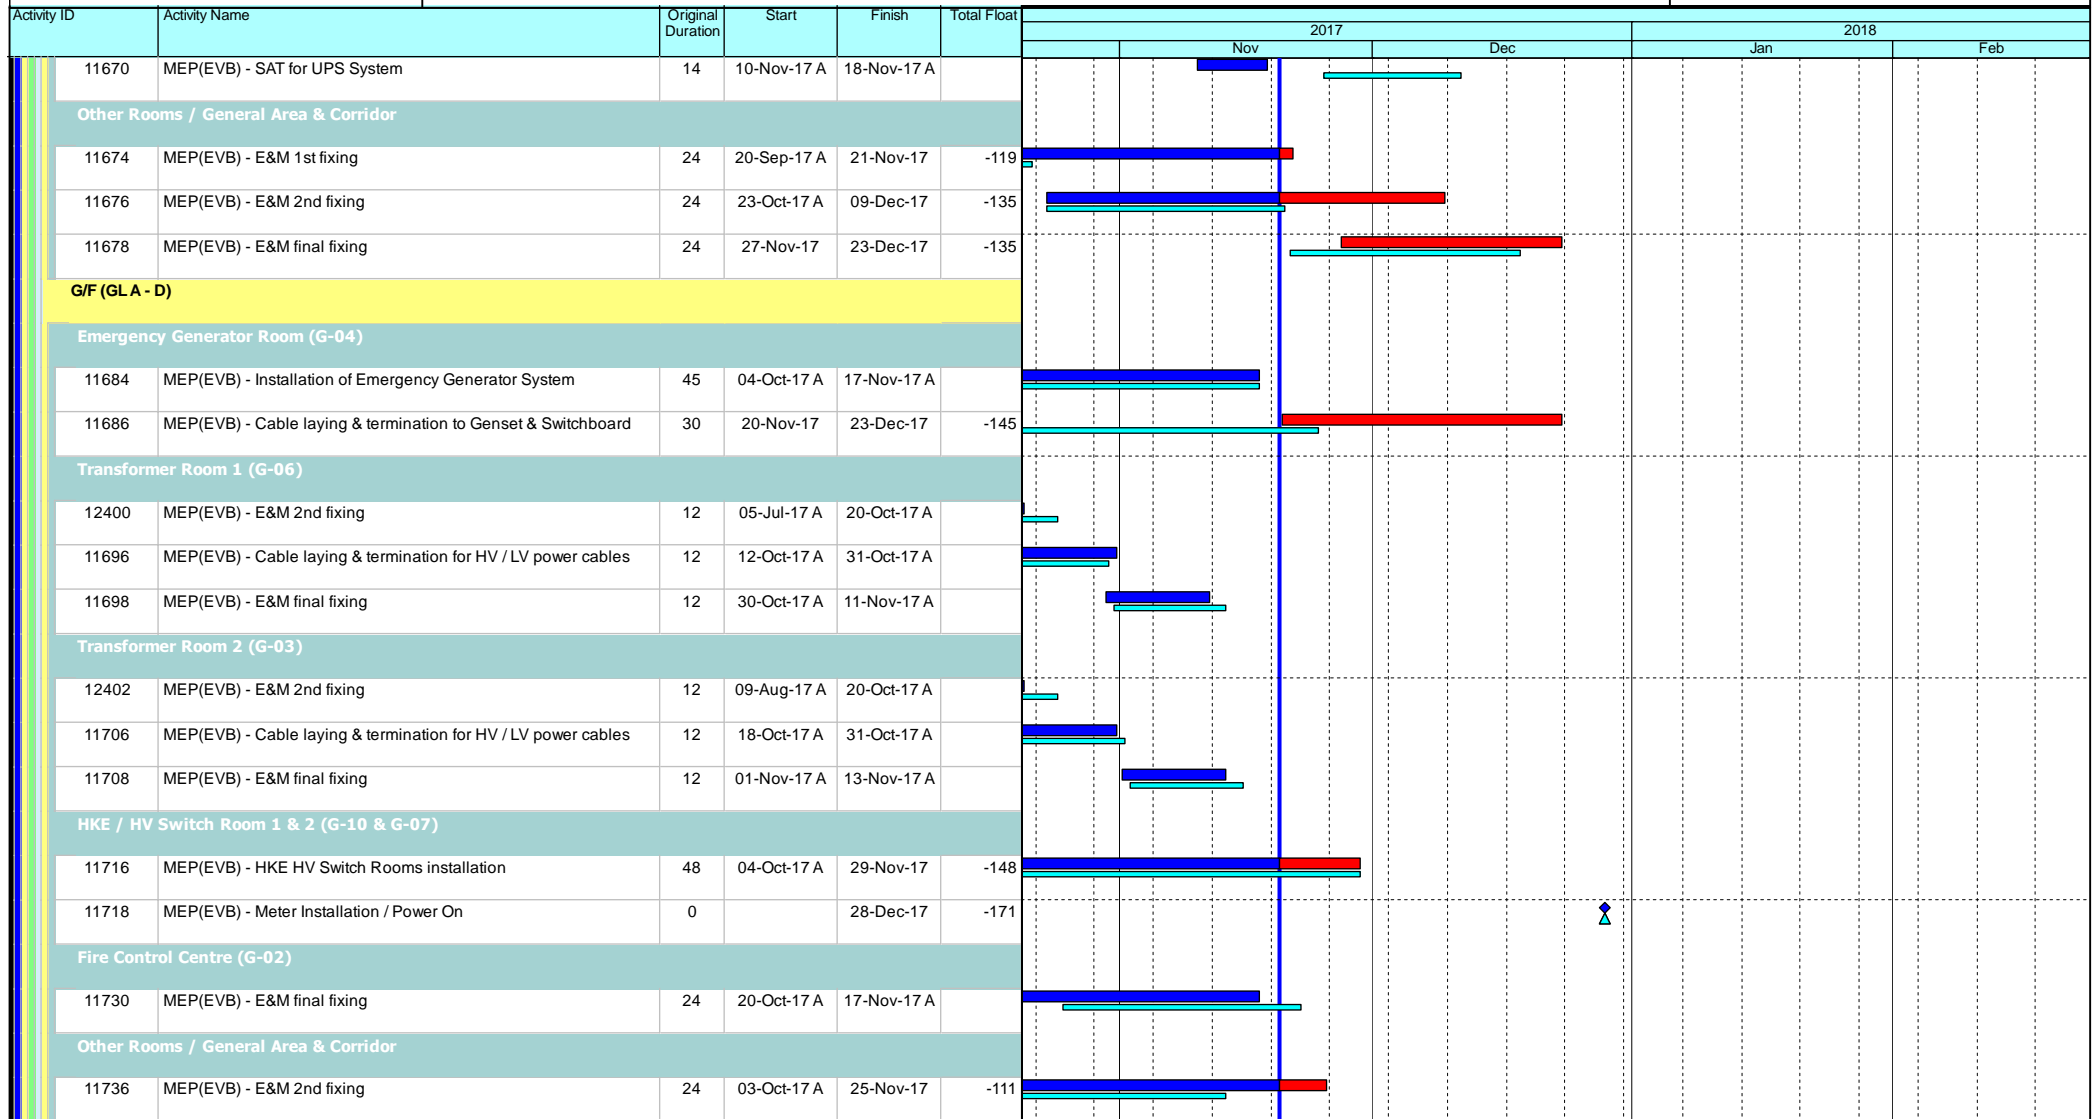 Activity ID Activity Name Original Duration Start Finish Total Float
2017 2018
Nov Dec Jan Feb
11670 MEP(EVB) - SAT for UPS System 14 10-Nov-17 A 18-Nov-17 A
Other Rooms / General Area & Corridor
11674 MEP(EVB) - E&M 1st fixing 24 20-Sep-17 A 21-Nov-17 -119
11676 MEP(EVB) - E&M 2nd fixing 24 23-Oct-17 A 09-Dec-17 -135
11678 MEP(EVB) - E&M final fixing 24 27-Nov-17 23-Dec-17 -135
G/F (GL A - D)
Emergency Generator Room (G-04)
11684 MEP(EVB) - Installation of Emergency Generator System 45 04-Oct-17 A 17-Nov-17 A
11686 MEP(EVB) - Cable laying & termination to Genset & Switchboard 30 20-Nov-17 23-Dec-17 -145
Transformer Room 1 (G-06)
12400 MEP(EVB) - E&M 2nd fixing 12 05-Jul-17 A 20-Oct-17 A
11696 MEP(EVB) - Cable laying & termination for HV / LV power cables 12 12-Oct-17 A 31-Oct-17 A
11698 MEP(EVB) - E&M final fixing 12 30-Oct-17 A 11-Nov-17 A
Transformer Room 2 (G-03)
12402 MEP(EVB) - E&M 2nd fixing 12 09-Aug-17 A 20-Oct-17 A
11706 MEP(EVB) - Cable laying & termination for HV / LV power cables 12 18-Oct-17 A 31-Oct-17 A
11708 MEP(EVB) - E&M final fixing 12 01-Nov-17 A 13-Nov-17 A
HKE / HV Switch Room 1 & 2 (G-10 & G-07)
11716 MEP(EVB) - HKE HV Switch Rooms installation 48 04-Oct-17 A 29-Nov-17 -148
11718 MEP(EVB) - Meter Installation / Power On 0 28-Dec-17 -171
Fire Control Centre (G-02)
11730 MEP(EVB) - E&M final fixing 24 20-Oct-17 A 17-Nov-17 A
Other Rooms / General Area & Corridor
11736 MEP(EVB) - E&M 2nd fixing 24 03-Oct-17 A 25-Nov-17 -111